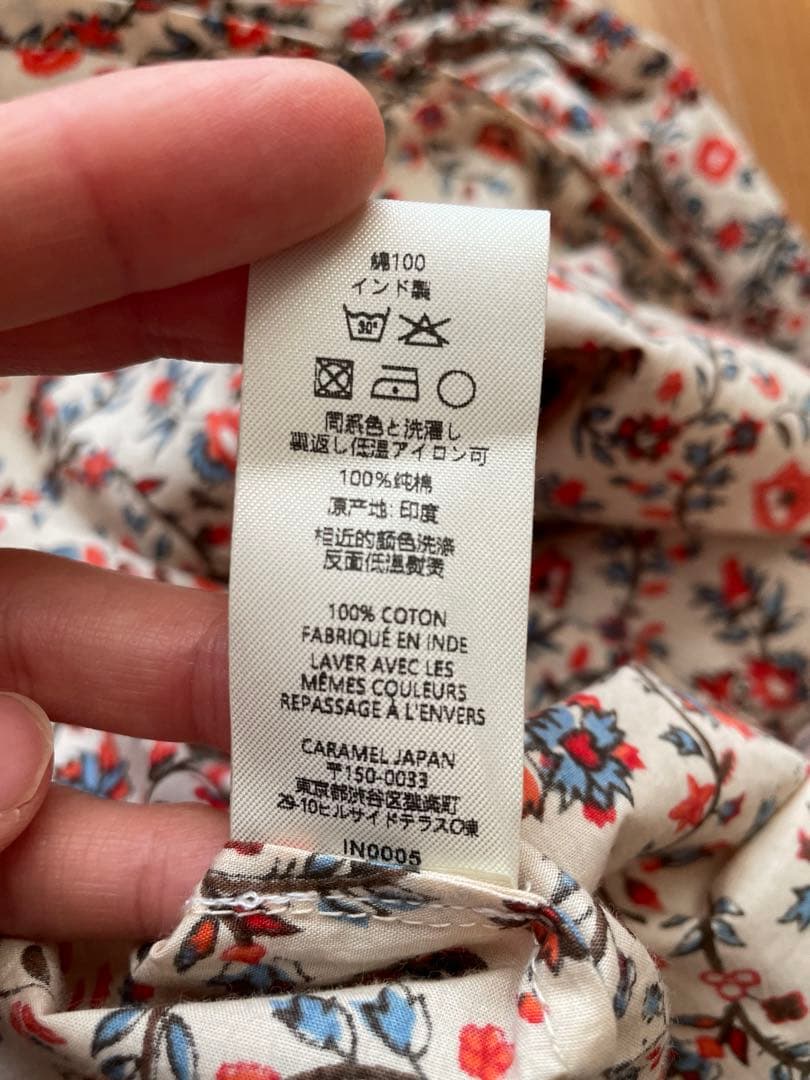 綿100
インド製
30°
同系色と洗濯し
裏返し低温アイロン可
100%纯棉
原产地: 印度
相近的颜色洗涤
反面低温熨烫
100% COTON
FABRIQUÉ EN INDE
LAVER AVEC LES
MÊMES COULEURS
REPASSAGE À L'ENVERS
CARAMEL JAPAN
〒150-0033
東京都渋谷区猿楽町
29-10ヒルサイドテラスC東
IN0005